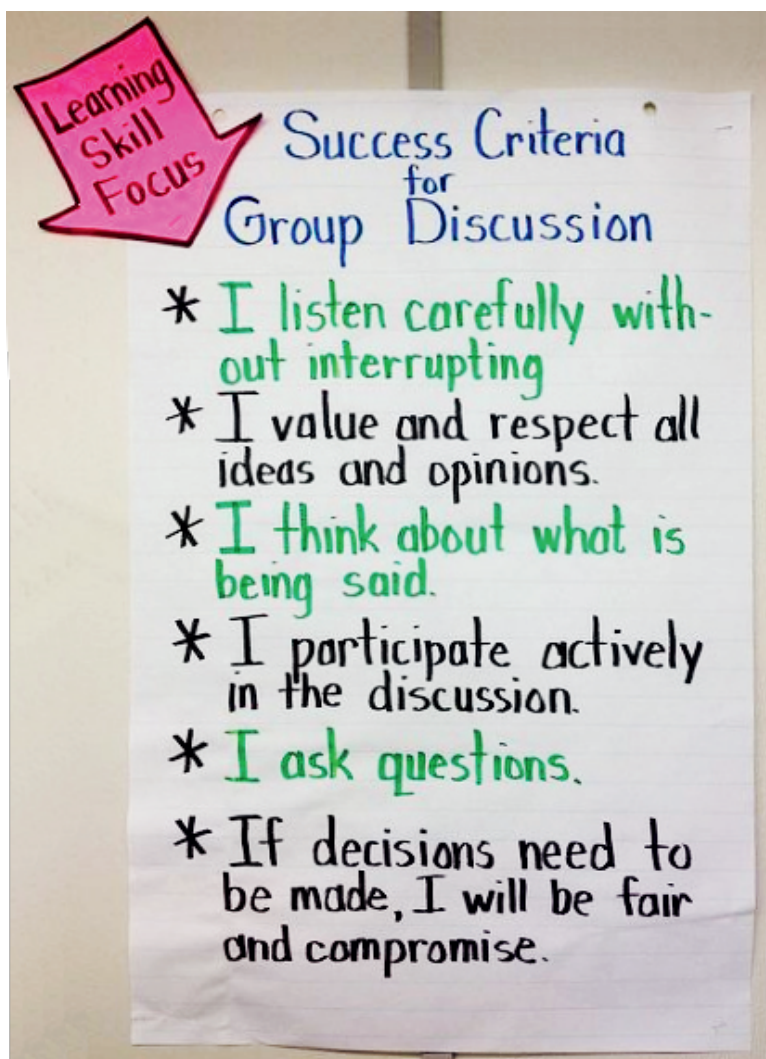 Learning
Skill
Focus
Success Criteria
for
Group Discussion
* I listen carefully with-
out interrupting
* I value and respect all
ideas and opinions.
* I think about what is
being said.
* I participate actively
in the discussion.
* I ask questions.
* If decisions need to
be made, I will be fair
and compromise.